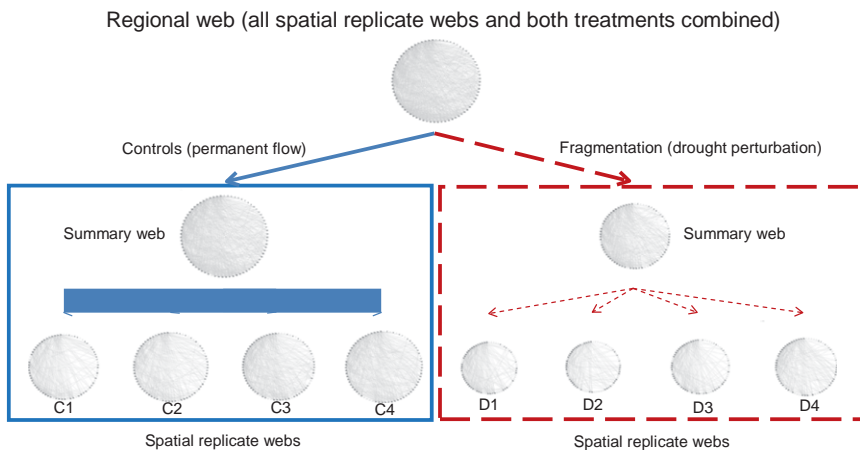 Regional web (all spatial replicate webs and both treatments combined)
Controls (permanent flow)
Fragmentation (drought perturbation)
Summary web
Summary web
C1
C2
C3
C4
D1
D2
D3
D4
Spatial replicate webs
Spatial replicate webs